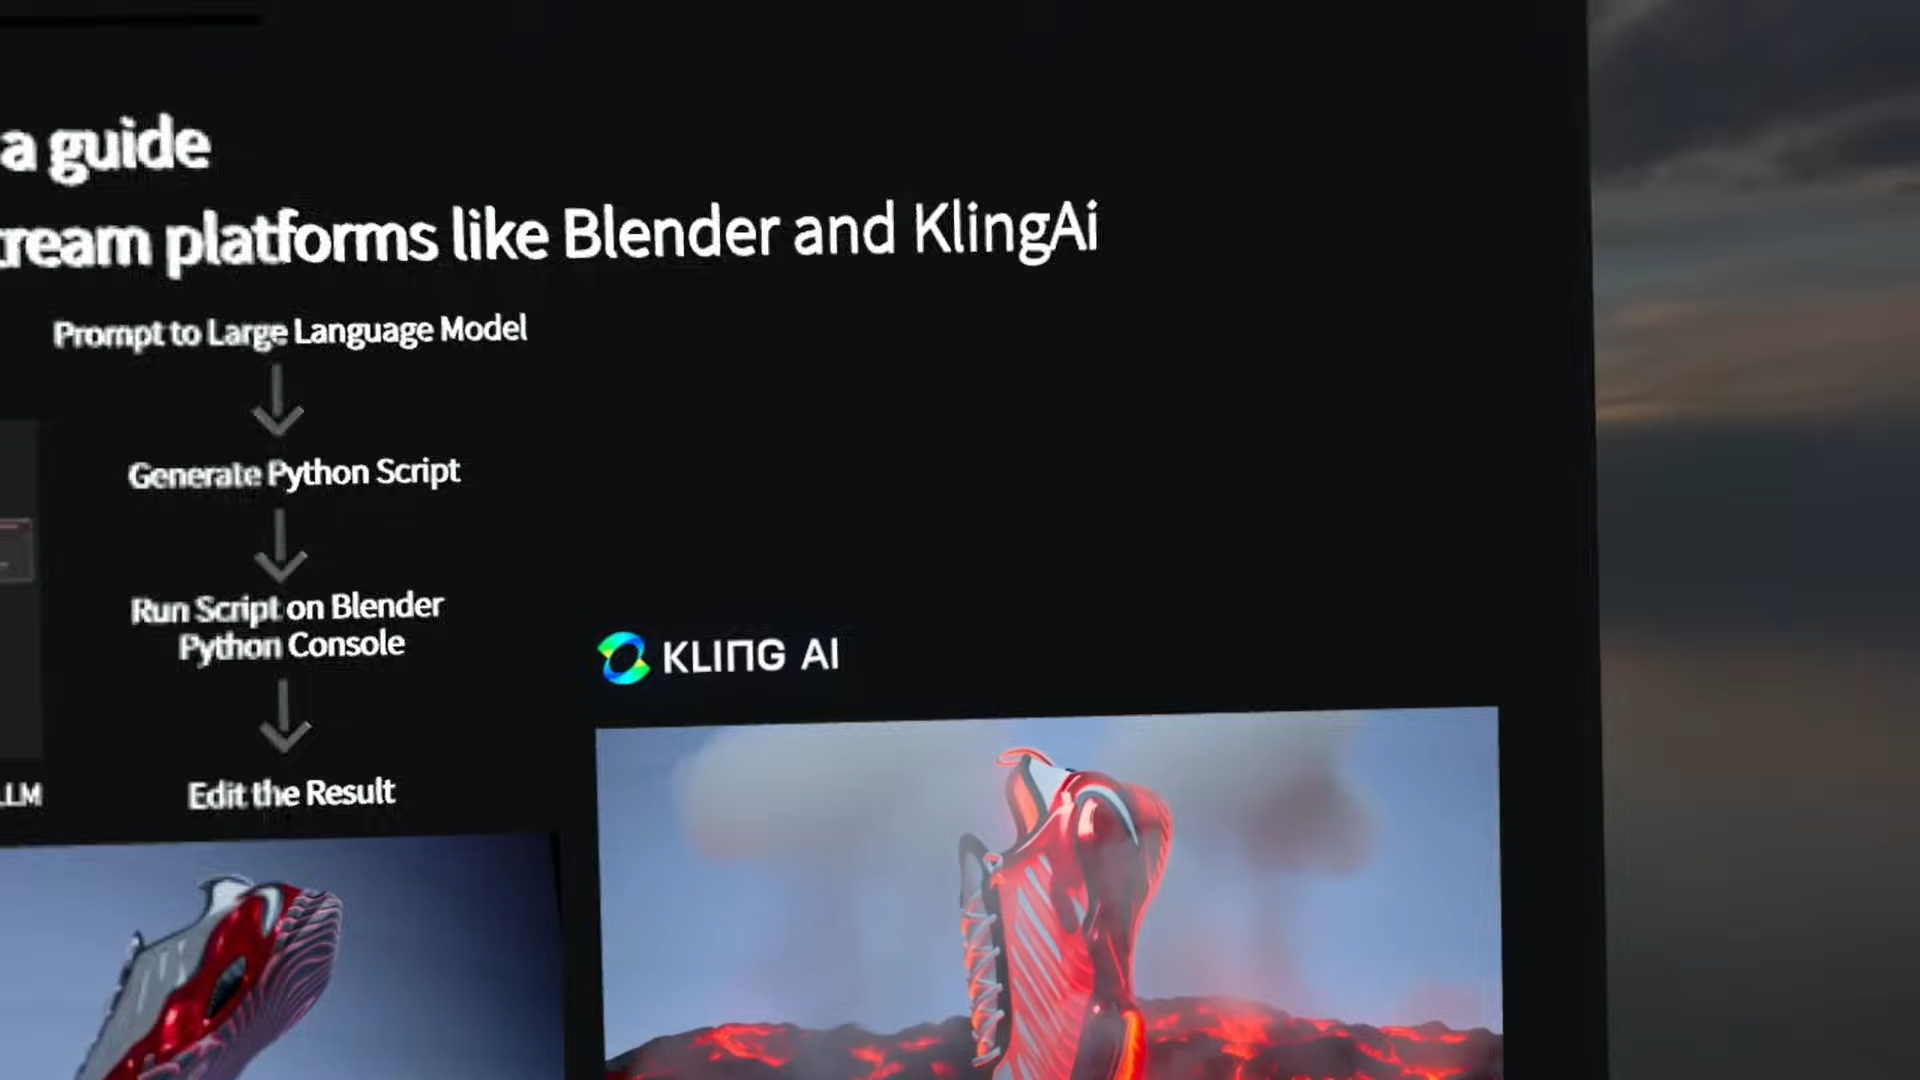 a guide
tream platforms like Blender and KlingAi
Prompt to Large Language Model
Generate Python Script
Run Script on Blender
Python Console
Edit the Result
LLM
KLING AI